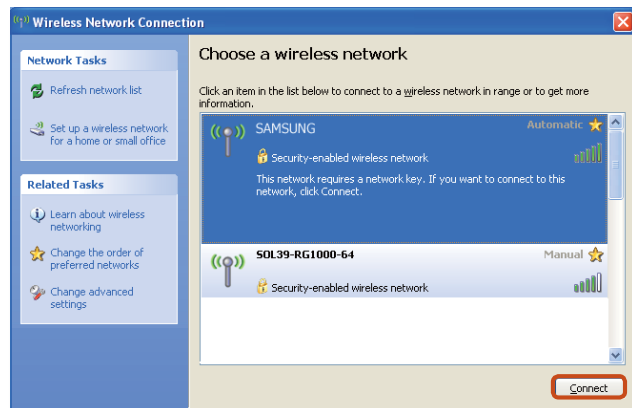 Wireless Network Connection
Network Tasks
Refresh network list
Set up a wireless network
for a home or small office
Related Tasks
Learn about wireless
networking
Change the order of
preferred networks
Change advanced
settings
Choose a wireless network
Click an item in the list below to connect to a wireless network in range or to get more
information.
SAMSUNG
Automatic
Security-enabled wireless network
This network requires a network key. If you want to connect to this
network, click Connect.
SOL39-RG1000-64
Manual
Security-enabled wireless network
Connect